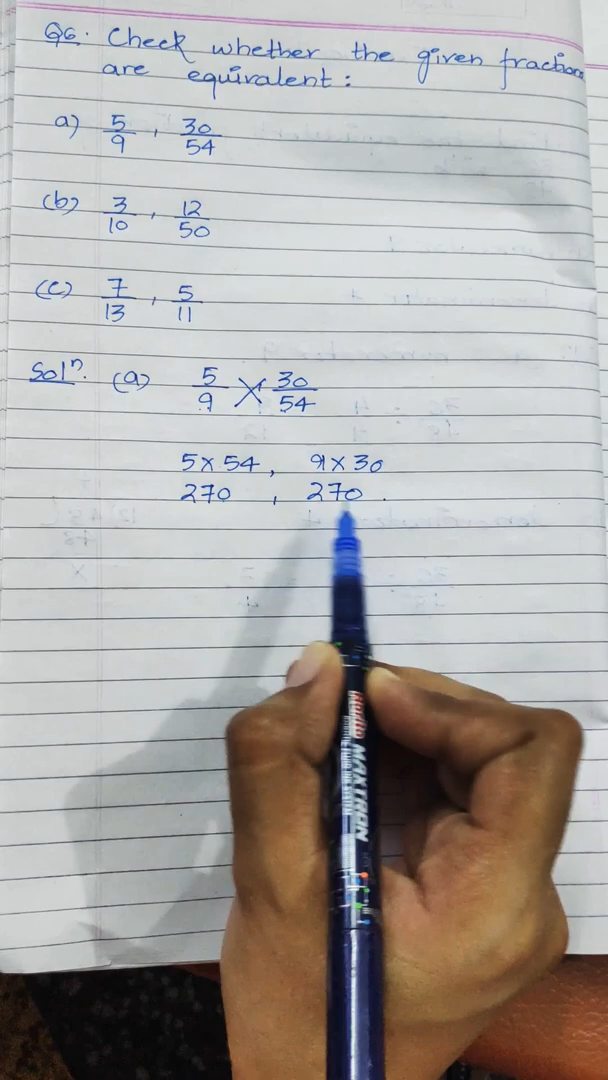 Q6. Check whether the given fractions
are equivalent:
a) 5/9, 30/54
(b) 3/10, 12/50
(c) 7/13, 5/11
Solⁿ. (a) 5/9 X 30/54
5x54, 9x30
270, 270.
MAXTRON